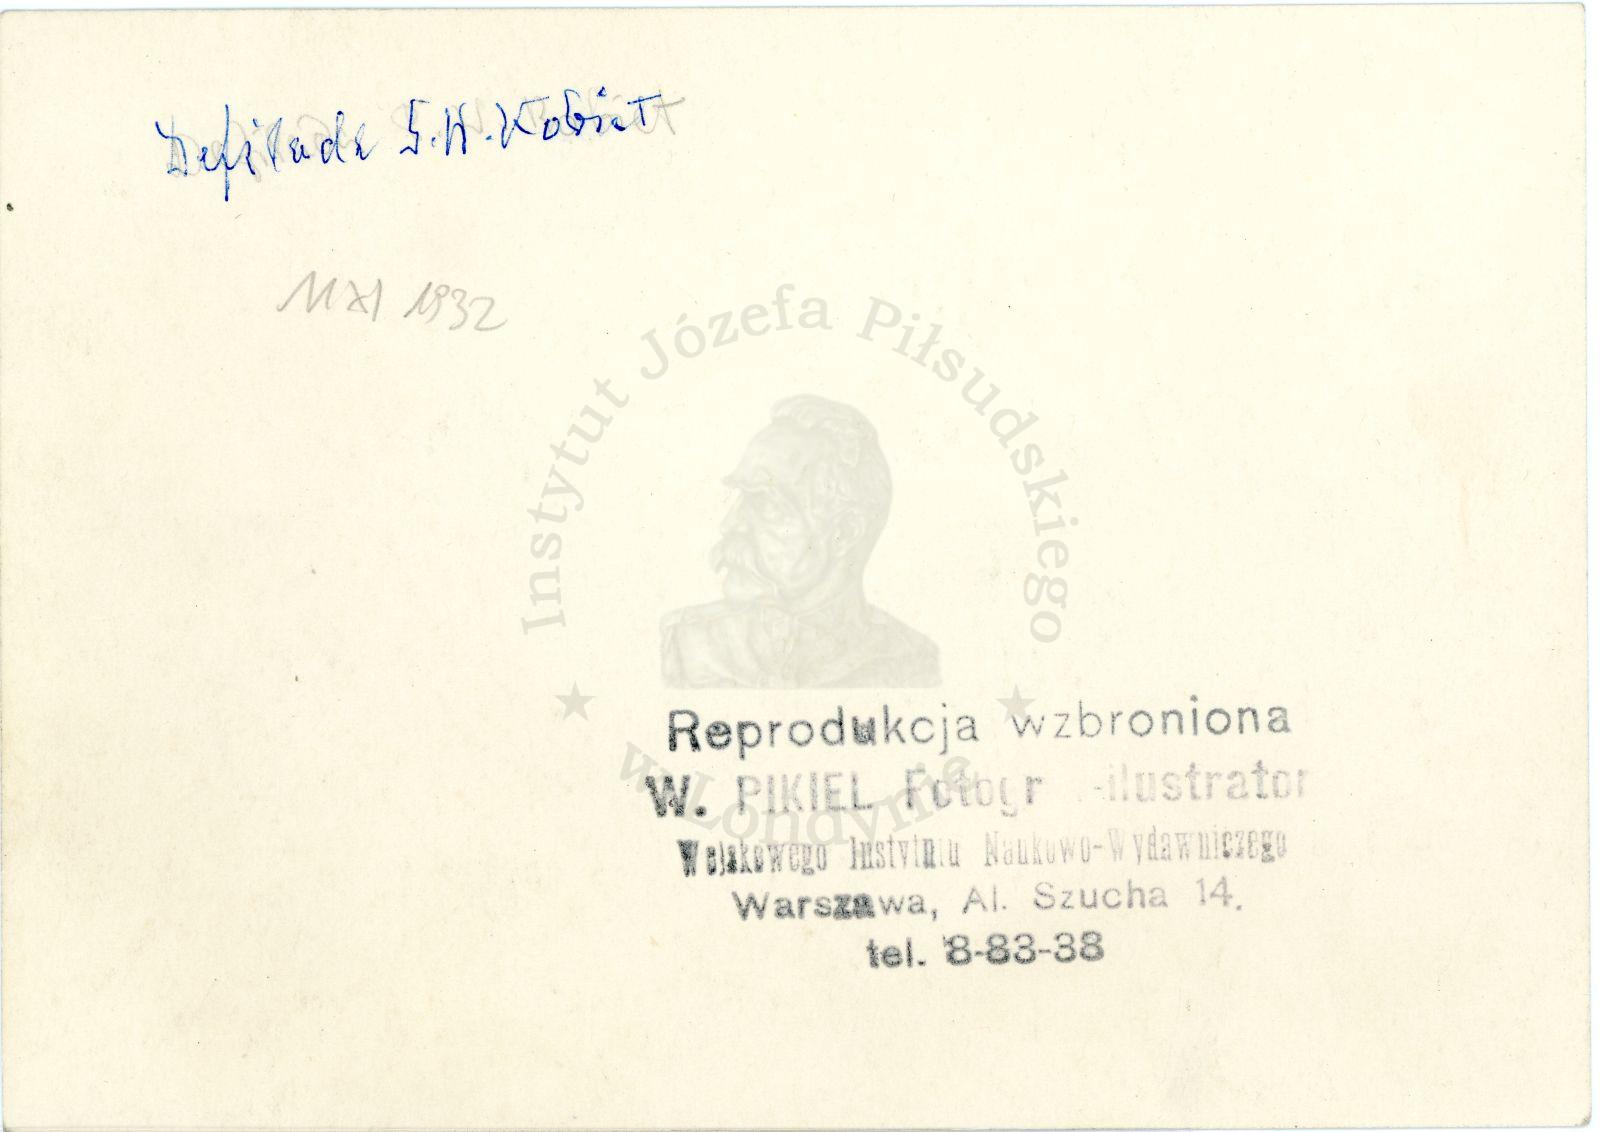 Defilada S.W. Kobiet
11 XI 1932
Instytut Józefa Piłsudskiego
w Londynie
Reprodukcja wzbroniona
W. PIKIEL Fotogr -ilustrator
Wojskowego Instytutu Naukowo-Wydawniczego
Warszawa, Al. Szucha 14.
tel. 8-83-38